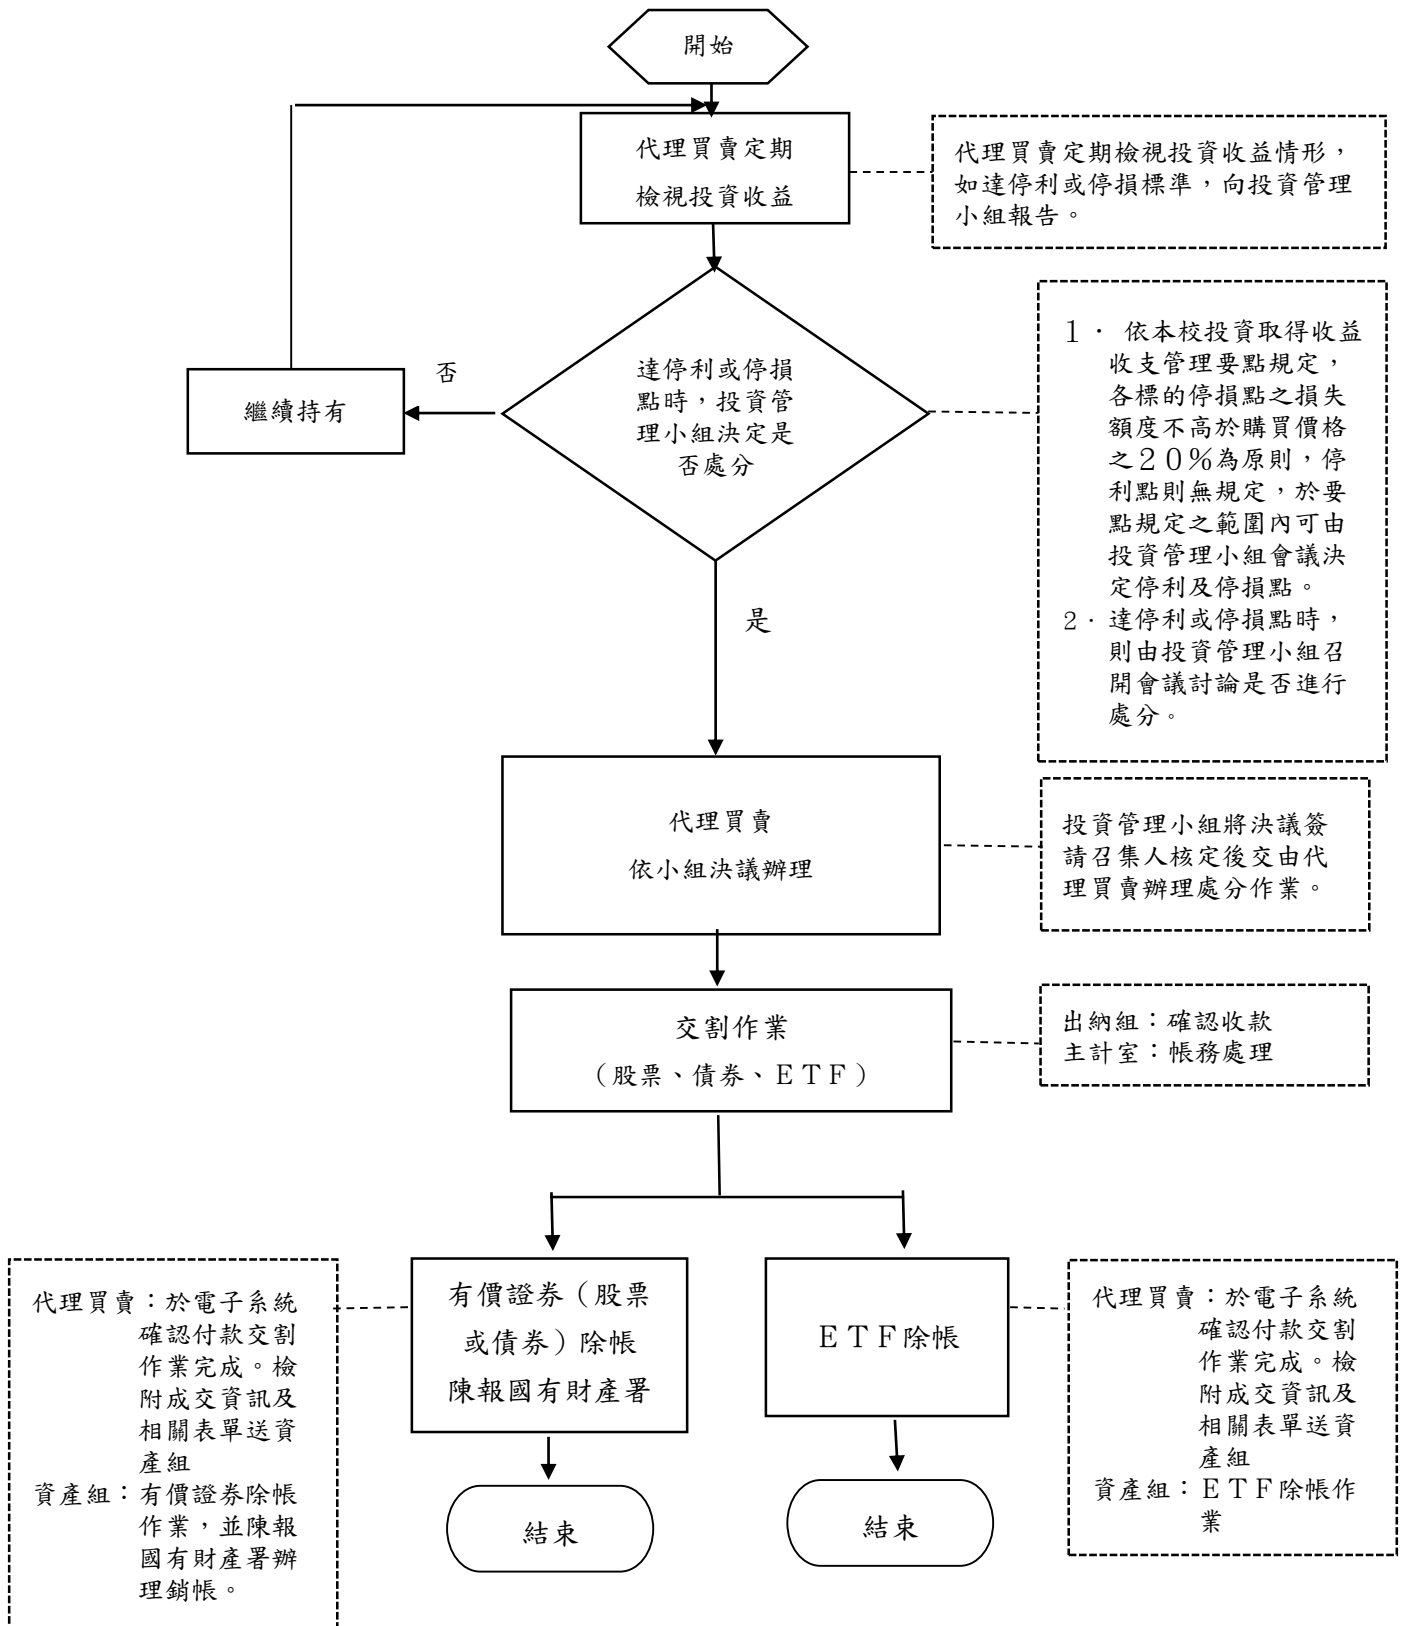 開始
代理買賣定期
檢視投資收益
代理買賣定期檢視投資收益情形，
如達停利或停損標準，向投資管理
小組報告。
達停利或停損
點時，投資管
理小組決定是
否處分
否
繼續持有
１． 依本校投資取得收益
收支管理要點規定，
各標的停損點之損失
額度不高於購買價格
之２０％為原則，停
利點則無規定，於要
點規定之範圍內可由
投資管理小組會議決
定停利及停損點。
2．達停利或停損點時，
則由投資管理小組召
開會議討論是否進行
處分。
是
代理買賣
依小組決議辦理
投資管理小組將決議簽
請召集人核定後交由代
理買賣辦理處分作業。
交割作業
（股票、債券、ＥＴＦ）
出納組：確認收款
主計室：帳務處理
代理買賣：於電子系統
確認付款交割
作業完成。檢
附成交資訊及
相關表單送資
產組
資產組：有價證券除帳
作業，並陳報
國有財產署辦
理銷帳。
有價證券（股票
或債券）除帳
陳報國有財產署
結束
ＥＴＦ除帳
結束
代理買賣：於電子系統
確認付款交割
作業完成。檢
附成交資訊及
相關表單送資
產組
資產組：ＥＴＦ除帳作
業